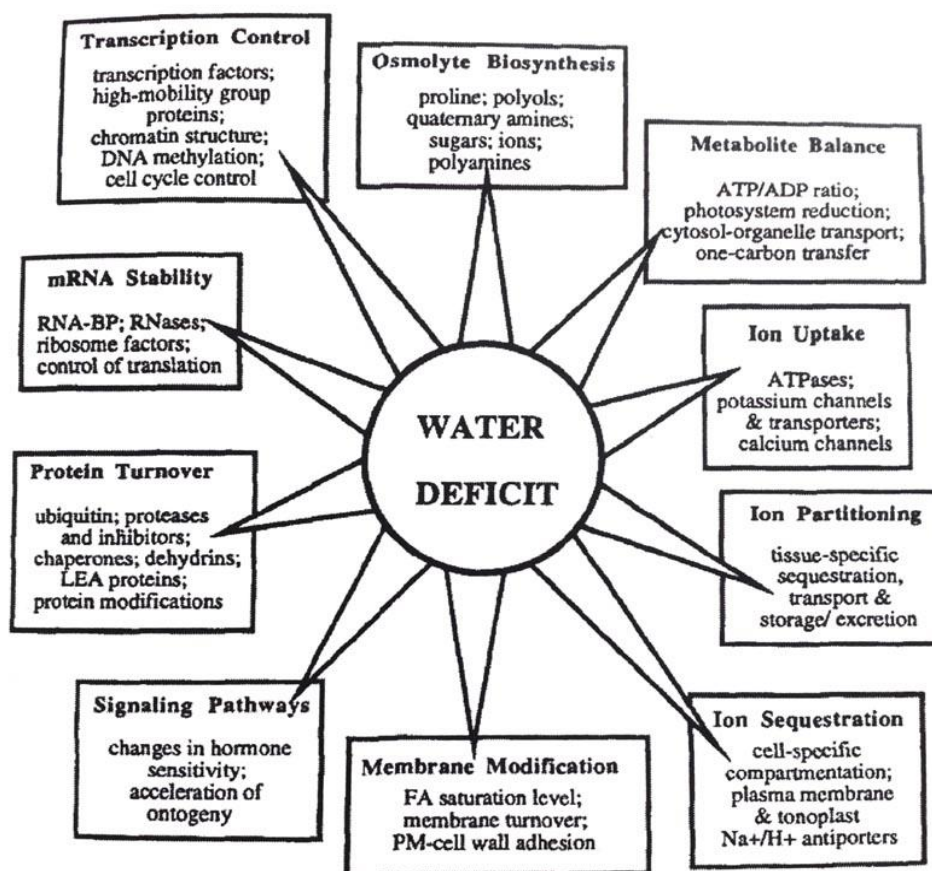 Transcription Control
transcription factors;
high-mobility group
proteins;
chromatin structure;
DNA methylation;
cell cycle control
Osmolyte Biosynthesis
proline; polyols;
quaternary amines;
sugars; ions;
polyamines
Metabolite Balance
ATP/ADP ratio;
photosystem reduction;
cytosol-organelle transport;
one-carbon transfer
mRNA Stability
RNA-BP; RNases;
ribosome factors;
control of translation
Ion Uptake
ATPases;
potassium channels
& transporters;
calcium channels
WATER
DEFICIT
Protein Turnover
ubiquitin; proteases
and inhibitors;
chaperones; dehydrins;
LEA proteins;
protein modifications
Ion Partitioning
tissue-specific
sequestration,
transport &
storage/ excretion
Signaling Pathways
changes in hormone
sensitivity;
acceleration of
ontogeny
Membrane Modification
FA saturation level;
membrane turnover;
PM-cell wall adhesion
Ion Sequestration
cell-specific
compartmentation;
plasma membrane
& tonoplast
Na+/H+ antiporters